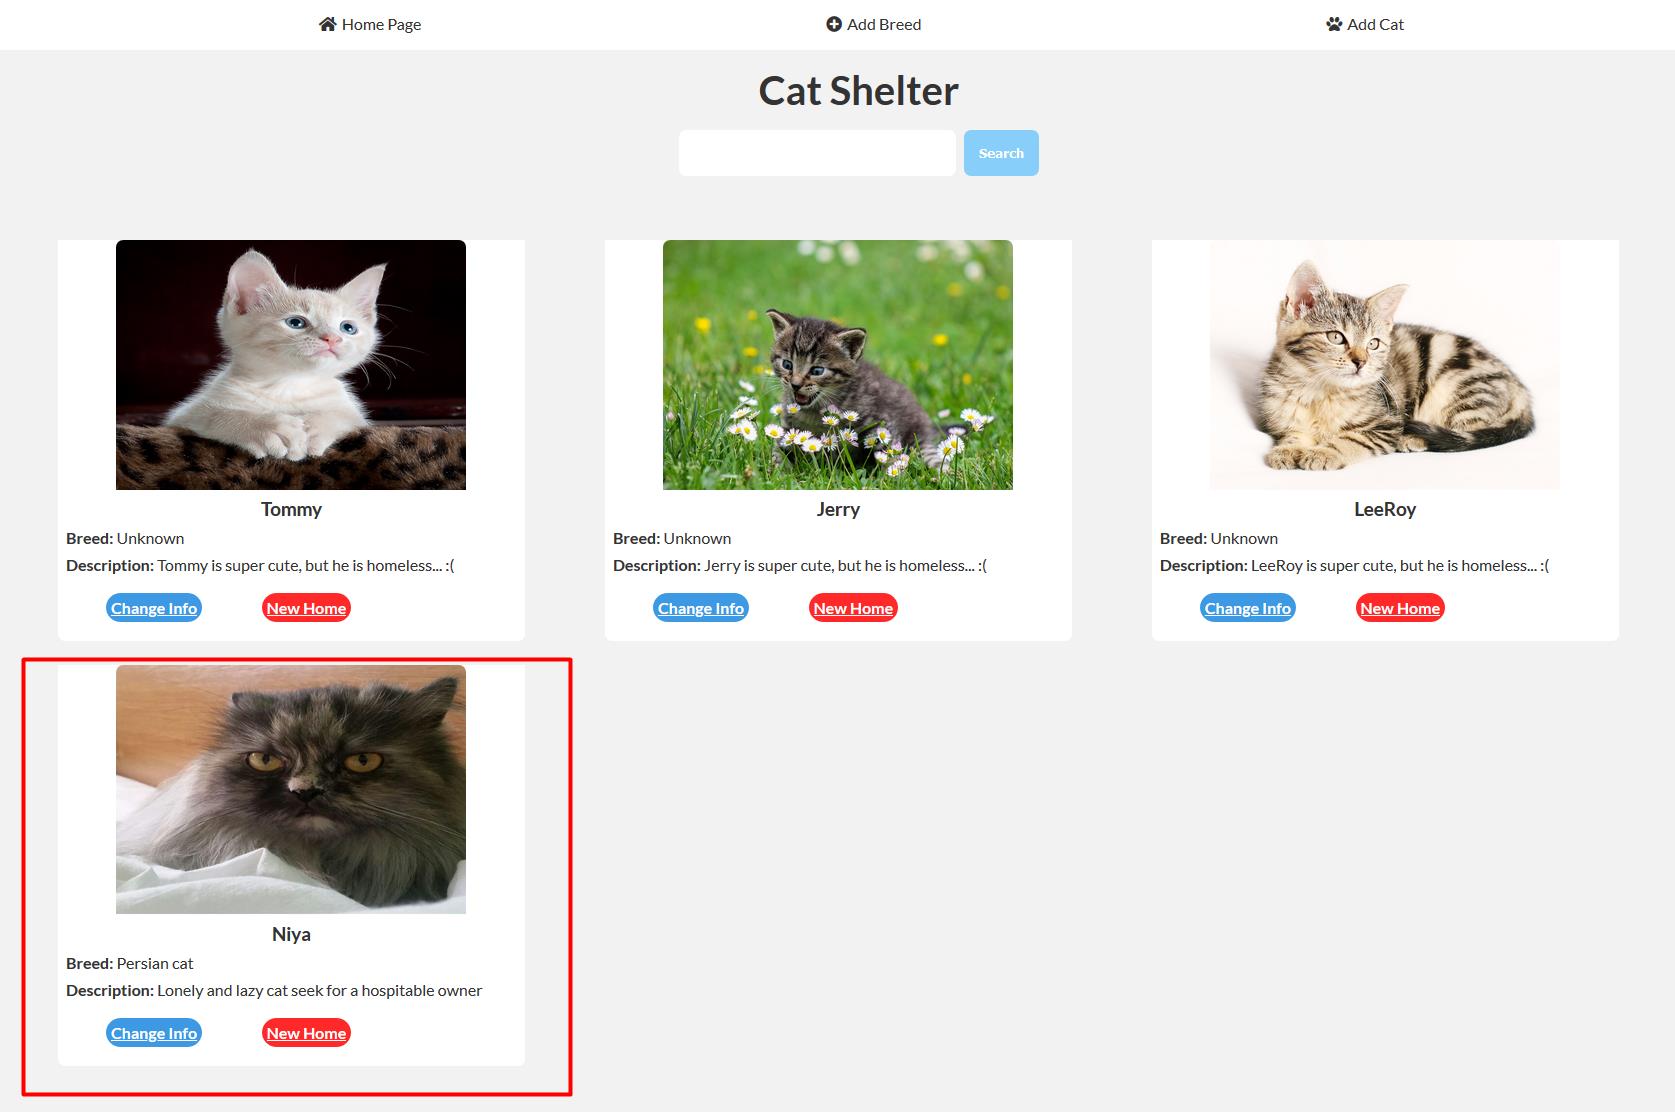 Home Page
Add Breed
Add Cat
Cat Shelter
Search
Tommy
Breed: Unknown
Description: Tommy is super cute, but he is homeless... :(
Change Info
New Home
Jerry
Breed: Unknown
Description: Jerry is super cute, but he is homeless... :(
Change Info
New Home
LeeRoy
Breed: Unknown
Description: LeeRoy is super cute, but he is homeless... :(
Change Info
New Home
Niya
Breed: Persian cat
Description: Lonely and lazy cat seek for a hospitable owner
Change Info
New Home